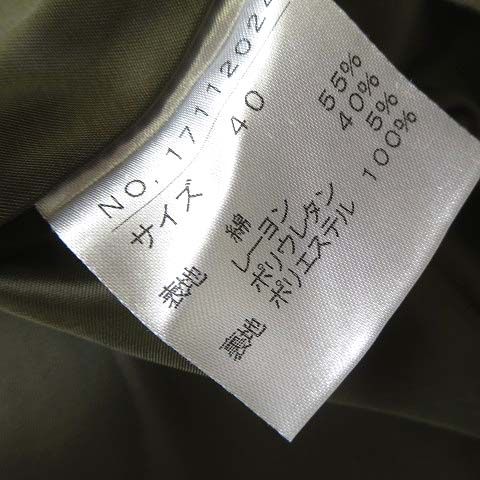 NO. 17112024
サイズ 40
表地 綿 55%
レーヨン 40%
ポリウレタン 5%
裏地 ポリエステル 100%